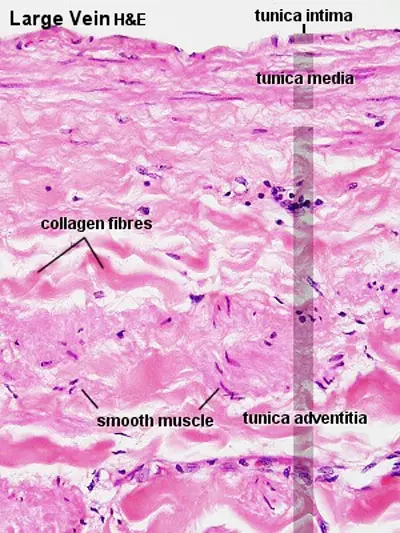 Large Vein H&E
tunica intima
tunica media
collagen fibres
smooth muscle
tunica adventitia